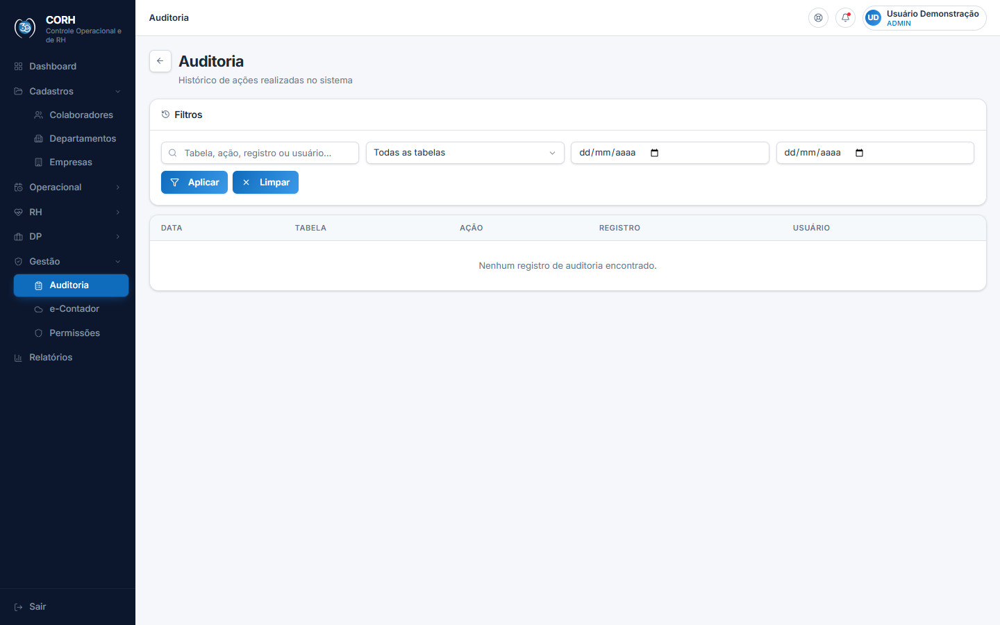 CORH
Controle Operacional e
de RH
Dashboard
Cadastros
Colaboradores
Departamentos
Empresas
Operacional
RH
DP
Gestão
Auditoria
e-Contador
Permissões
Relatórios
Sair
Auditoria
UD
Usuário Demonstração
ADMIN
Auditoria
Histórico de ações realizadas no sistema
Filtros
Tabela, ação, registro ou usuário...
Todas as tabelas
dd/mm/aaaa
dd/mm/aaaa
Aplicar
Limpar
DATA TABELA AÇÃO REGISTRO USUÁRIO
Nenhum registro de auditoria encontrado.